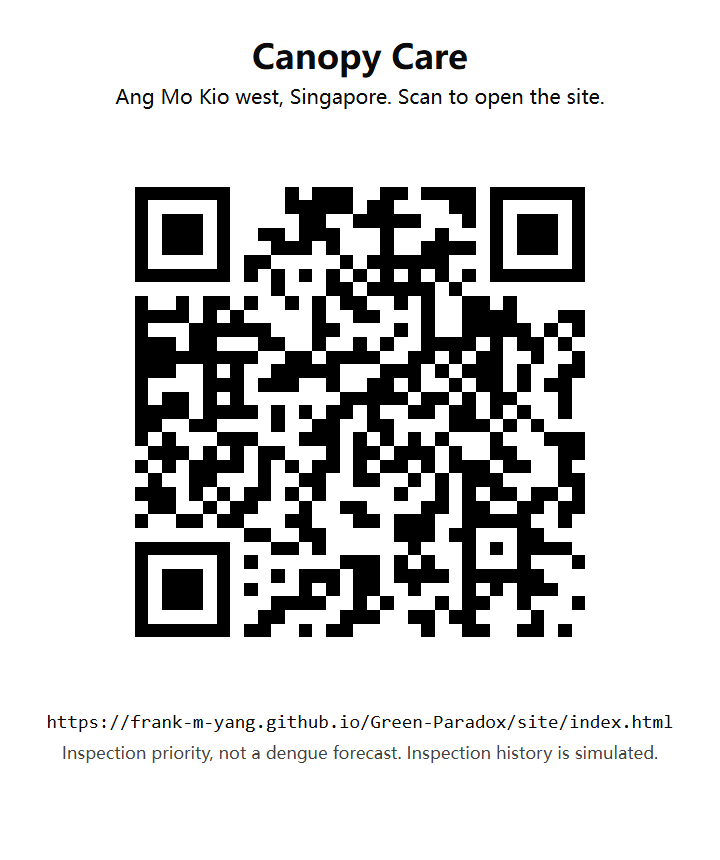 Canopy Care
Ang Mo Kio west, Singapore. Scan to open the site.
https://frank-m-yang.github.io/Green-Paradox/site/index.html
Inspection priority, not a dengue forecast. Inspection history is simulated.